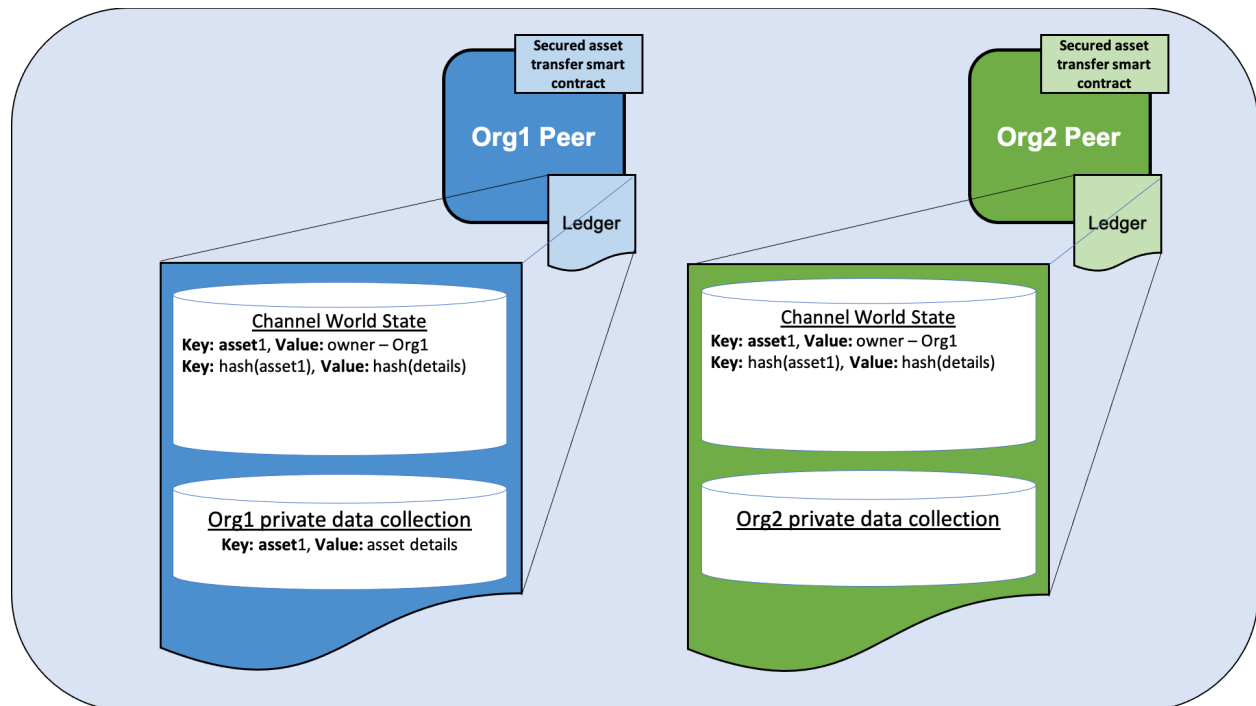 Secured asset
transfer smart
contract
Org1 Peer
Ledger
Channel World State
Key: asset1, Value: owner – Org1
Key: hash(asset1), Value: hash(details)
Org1 private data collection
Key: asset1, Value: asset details
Secured asset
transfer smart
contract
Org2 Peer
Ledger
Channel World State
Key: asset1, Value: owner – Org1
Key: hash(asset1), Value: hash(details)
Org2 private data collection